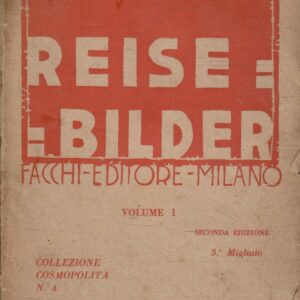 REISE=
=BILDER
FACCHI-EDITORE-MILANO
VOLUME I
SECONDA EDIZIONE
3.° Migliaio
COLLEZIONE
COSMOPOLITA
N. 4